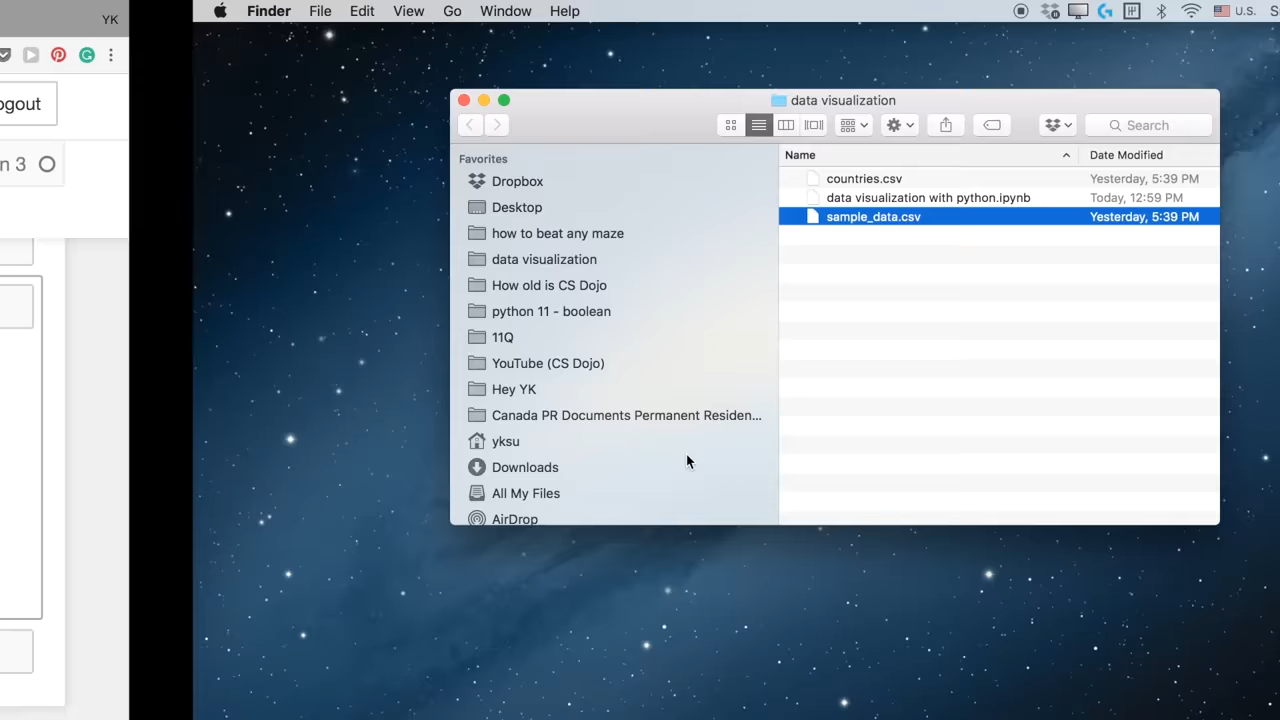 YK
ogout
n 3
Finder File Edit View Go Window Help
U.S.
data visualization
Search
Favorites
Dropbox
Desktop
how to beat any maze
data visualization
How old is CS Dojo
python 11 - boolean
11Q
YouTube (CS Dojo)
Hey YK
Canada PR Documents Permanent Residen...
yksu
Downloads
All My Files
AirDrop
Name Date Modified
countries.csv Yesterday, 5:39 PM
data visualization with python.ipynb Today, 12:59 PM
sample_data.csv Yesterday, 5:39 PM